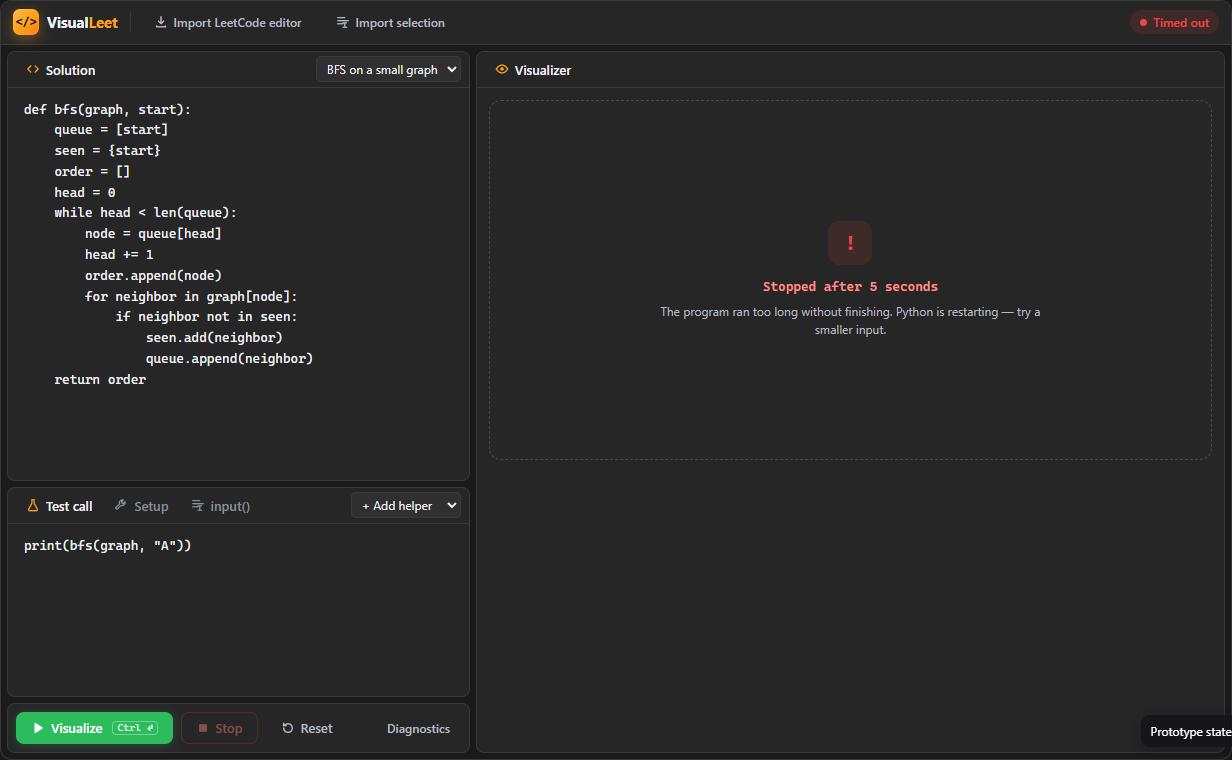 </> VisualLeet
Import LeetCode editor
Import selection
Timed out
Solution
BFS on a small graph
def bfs(graph, start):
    queue = [start]
    seen = {start}
    order = []
    head = 0
    while head < len(queue):
        node = queue[head]
        head += 1
        order.append(node)
        for neighbor in graph[node]:
            if neighbor not in seen:
                seen.add(neighbor)
                queue.append(neighbor)
    return order
Test call
Setup
input()
+ Add helper
print(bfs(graph, "A"))
Visualize Ctrl ↵
Stop
Reset
Diagnostics
Visualizer
!
Stopped after 5 seconds
The program ran too long without finishing. Python is restarting — try a
smaller input.
Prototype state